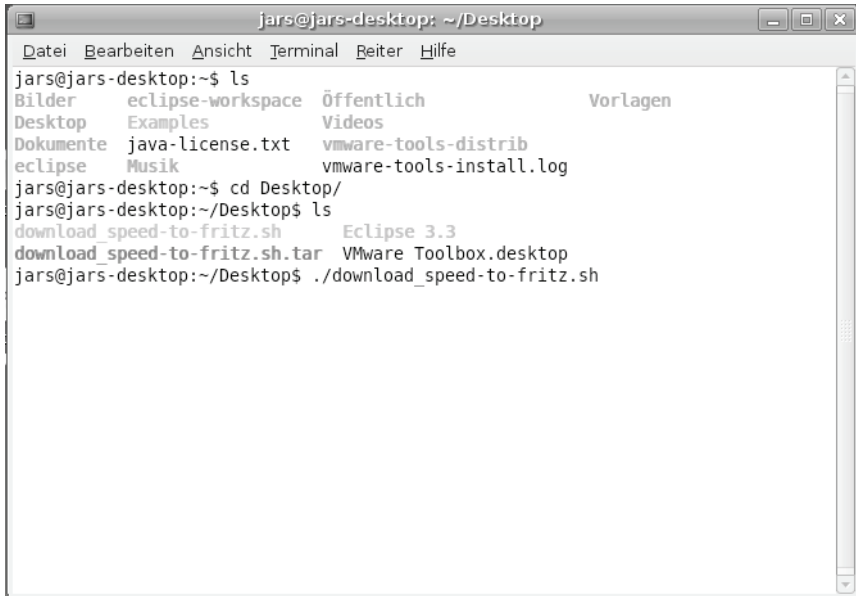 jars@jars-desktop: ~/Desktop
Datei Bearbeiten Ansicht Terminal Reiter Hilfe
jars@jars-desktop:~$ ls
Bilder eclipse-workspace Öffentlich Vorlagen
Desktop Examples Videos
Dokumente java-license.txt vmware-tools-distrib
eclipse Musik vmware-tools-install.log
jars@jars-desktop:~$ cd Desktop/
jars@jars-desktop:~/Desktop$ ls
download_speed-to-fritz.sh Eclipse 3.3
download_speed-to-fritz.sh.tar VMware Toolbox.desktop
jars@jars-desktop:~/Desktop$ ./download_speed-to-fritz.sh